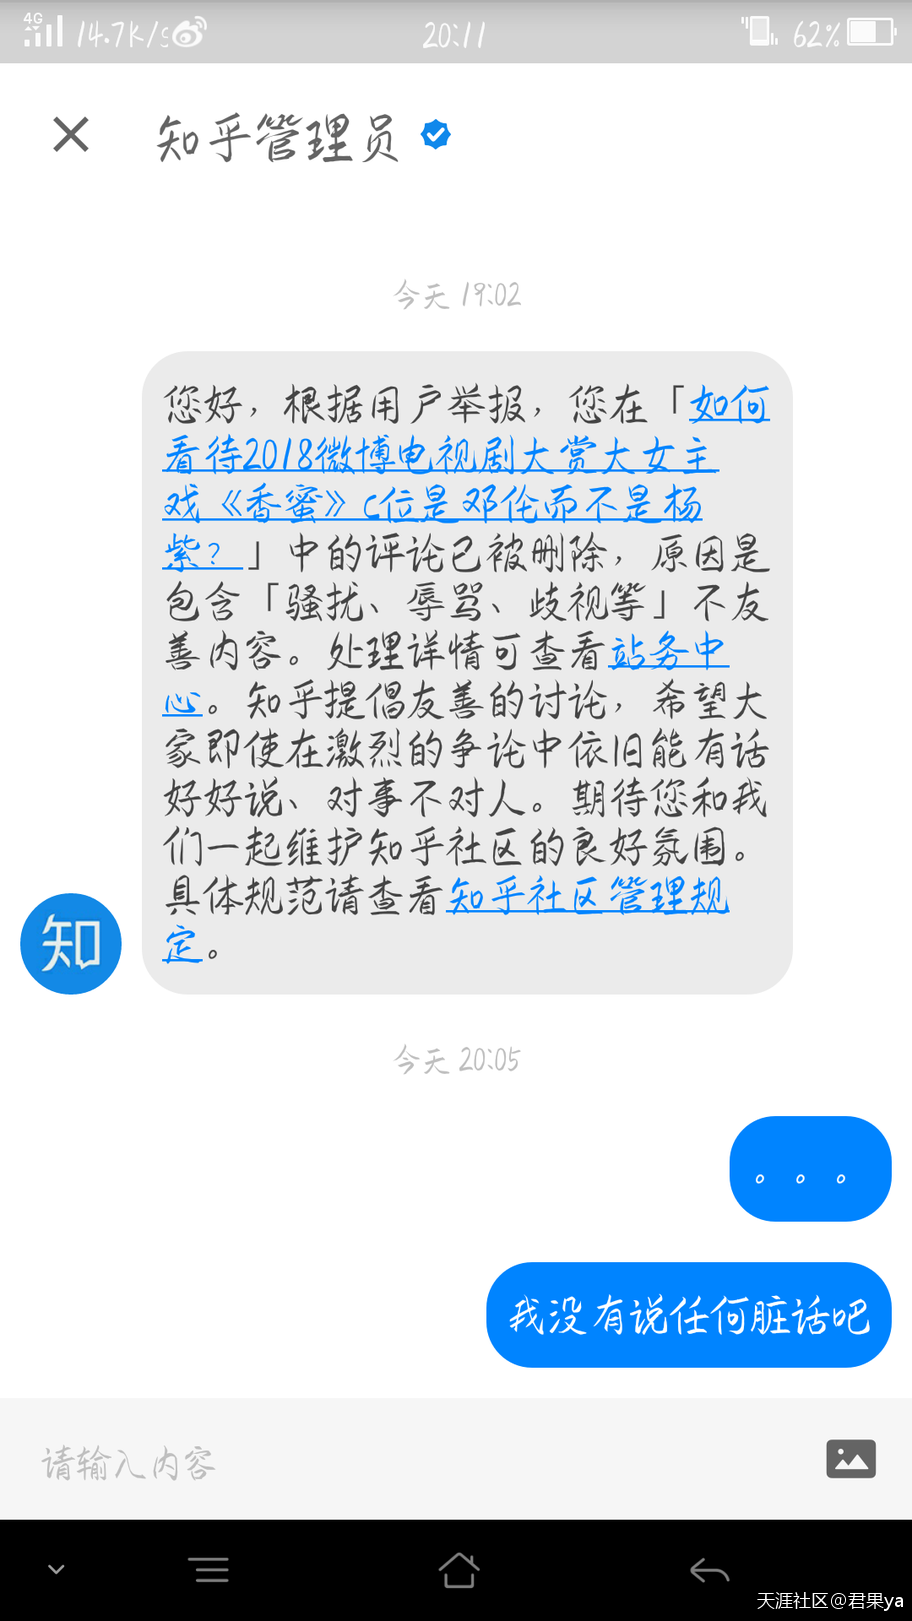 4G 14.7K/s 20:11 62%
知乎管理员
今天 19:02
您好，根据用户举报，您在「如何
看待2018微博电视剧大赏大女主
戏《香蜜》C位是邓伦而不是杨
紫？」中的评论已被删除，原因是
包含「骚扰、辱骂、歧视等」不友
善内容。处理详情可查看站务中
心。知乎提倡友善的讨论，希望大
家即使在激烈的争论中依旧能有话
好好说、对事不对人。期待您和我
们一起维护知乎社区的良好氛围。
具体规范请查看知乎社区管理规
定。
知
今天 20:05
。。。
我没有说任何脏话吧
请输入内容
天涯社区@君果ya